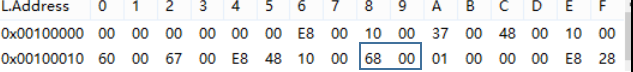 L.Address 0 1 2 3 4 5 6 7 8 9 A B C D E F
0x00100000 00 00 00 00 00 00 E8 00 10 00 37 00 48 00 10 00
0x00100010 60 00 67 00 E8 48 10 00 68 00 01 00 00 00 E8 28